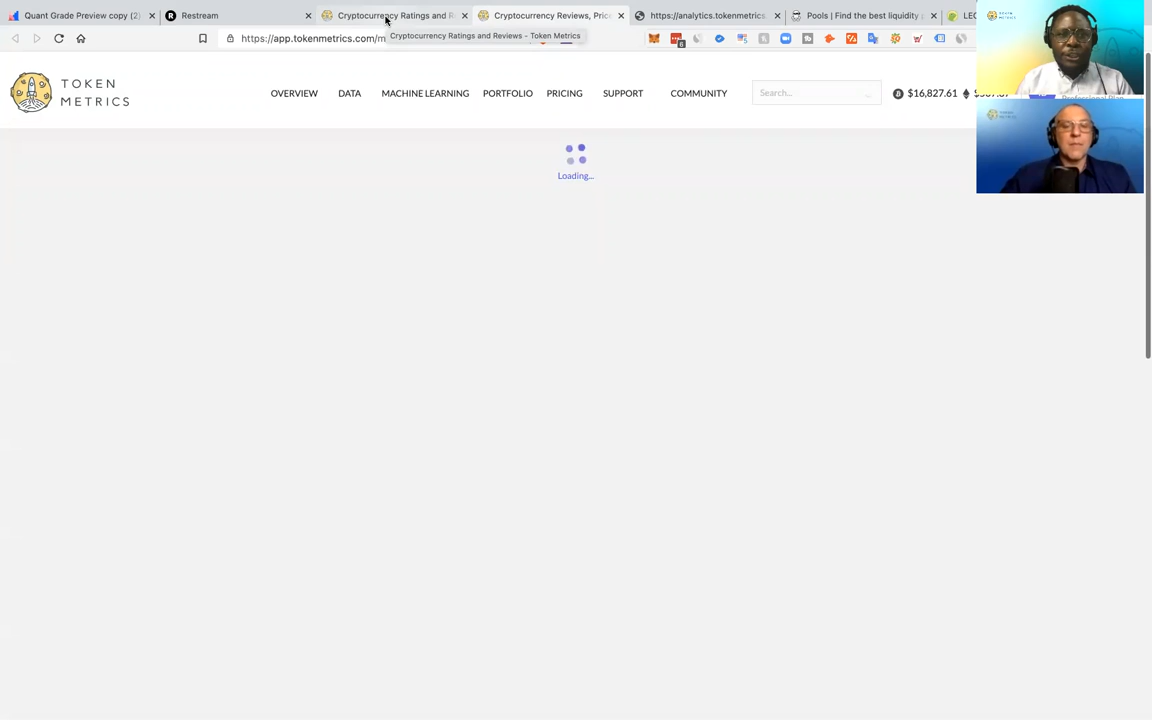 Quant Grade Preview copy (2)
Restream
Cryptocurrency Ratings and R
Cryptocurrency Reviews, Pric
https://analytics.tokenmetrics.
Pools | Find the best liquidity
LEO
https://app.tokenmetrics.com/m
Cryptocurrency Ratings and Reviews - Token Metrics
6
TOKEN
METRICS
OVERVIEW
DATA
MACHINE LEARNING
PORTFOLIO
PRICING
SUPPORT
COMMUNITY
Search...
$16,827.61
Loading...